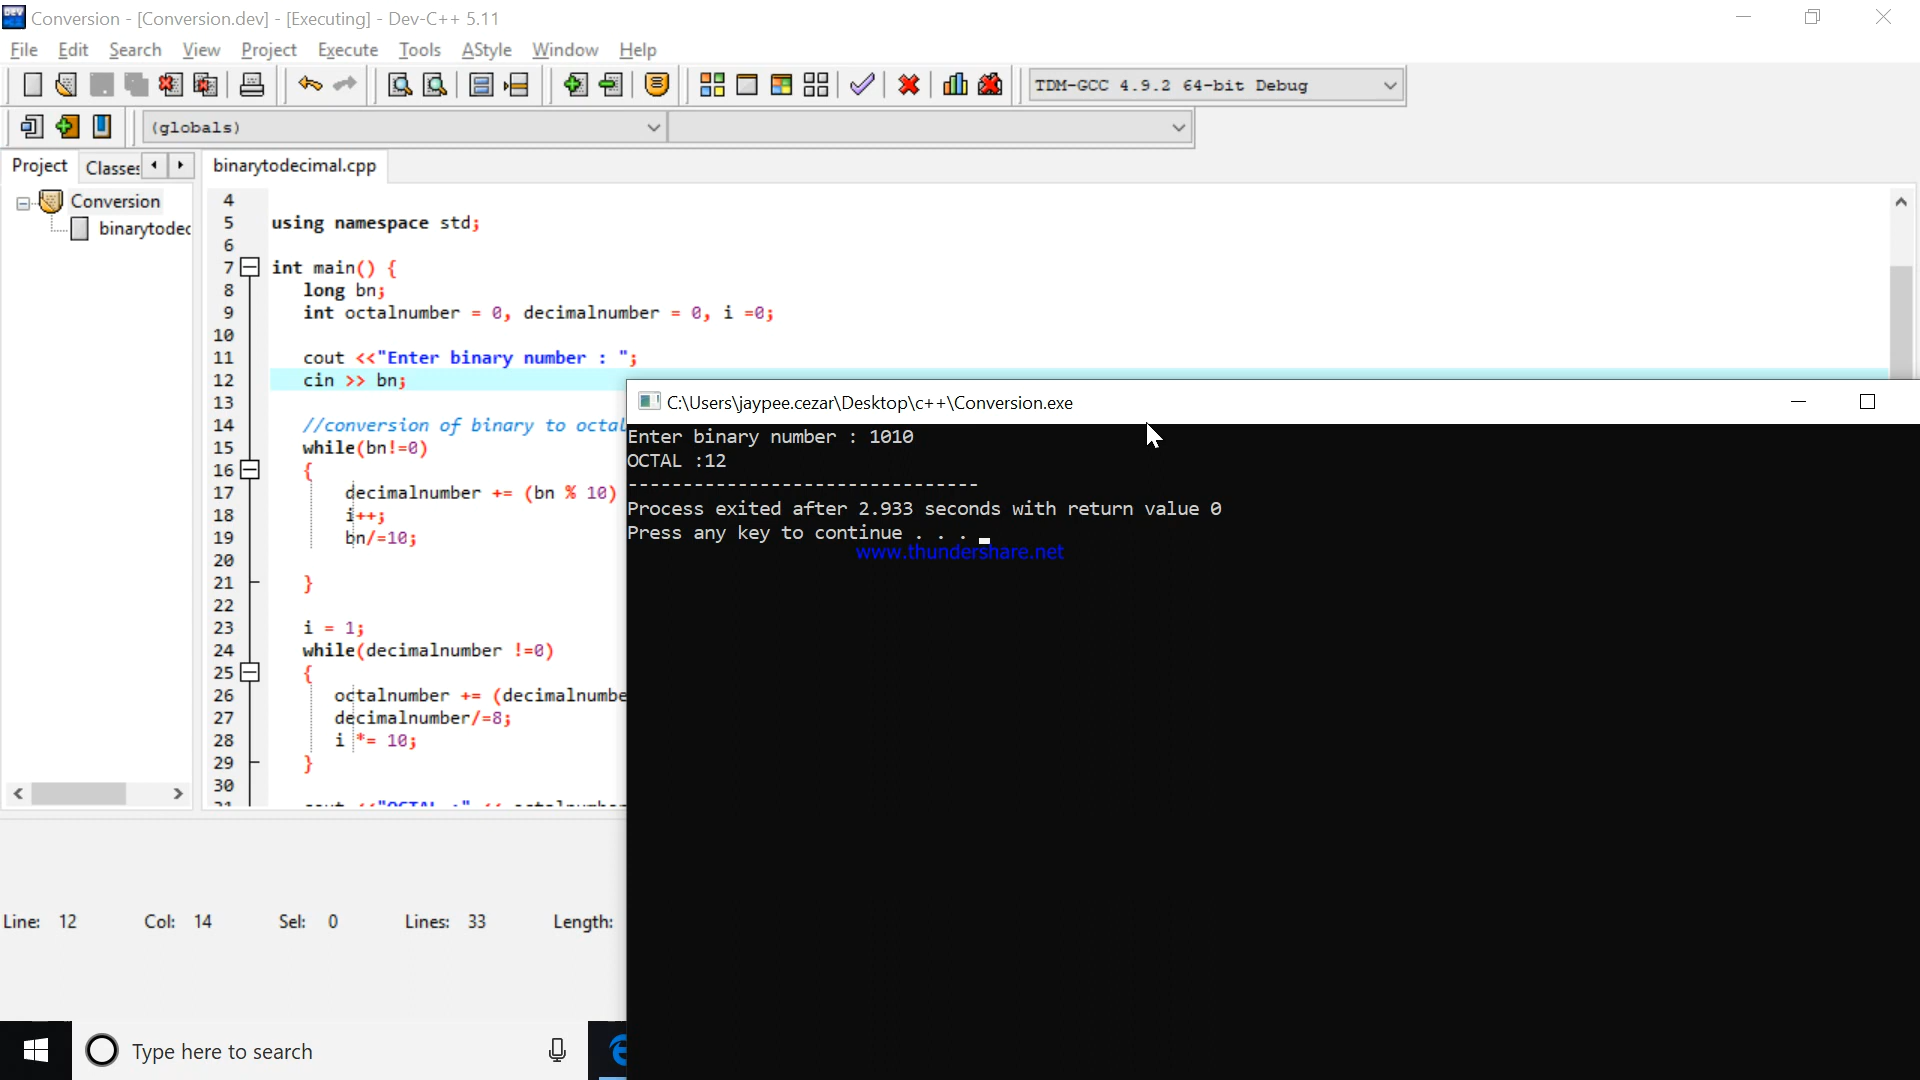 Conversion - [Conversion.dev] - [Executing] - Dev-C++ 5.11
File Edit Search View Project Execute Tools AStyle Window Help
TDM-GCC 4.9.2 64-bit Debug
(globals)
Project Classes binarytodecimal.cpp
Conversion
binarytodec
4
5 using namespace std;
6
7 int main() {
8 long bn;
9 int octalnumber = 0, decimalnumber = 0, i =0;
10
11 cout <<"Enter binary number : ";
12 cin >> bn;
13
14 //conversion of binary to octal
15 while(bn!=0)
16 {
17 decimalnumber += (bn % 10)
18 i++;
19 bn/=10;
20
21 }
22
23 i = 1;
24 while(decimalnumber !=0)
25 {
26 octalnumber += (decimalnumbe
27 decimalnumber/=8;
28 i *= 10;
29 }
30
31 cout <<"OCTAL :" << octalnumber
C:\Users\jaypee.cezar\Desktop\c++\Conversion.exe
Enter binary number : 1010
OCTAL :12
--------------------------------
Process exited after 2.933 seconds with return value 0
Press any key to continue . . .
www.thundershare.net
Line: 12 Col: 14 Sel: 0 Lines: 33 Length:
Type here to search